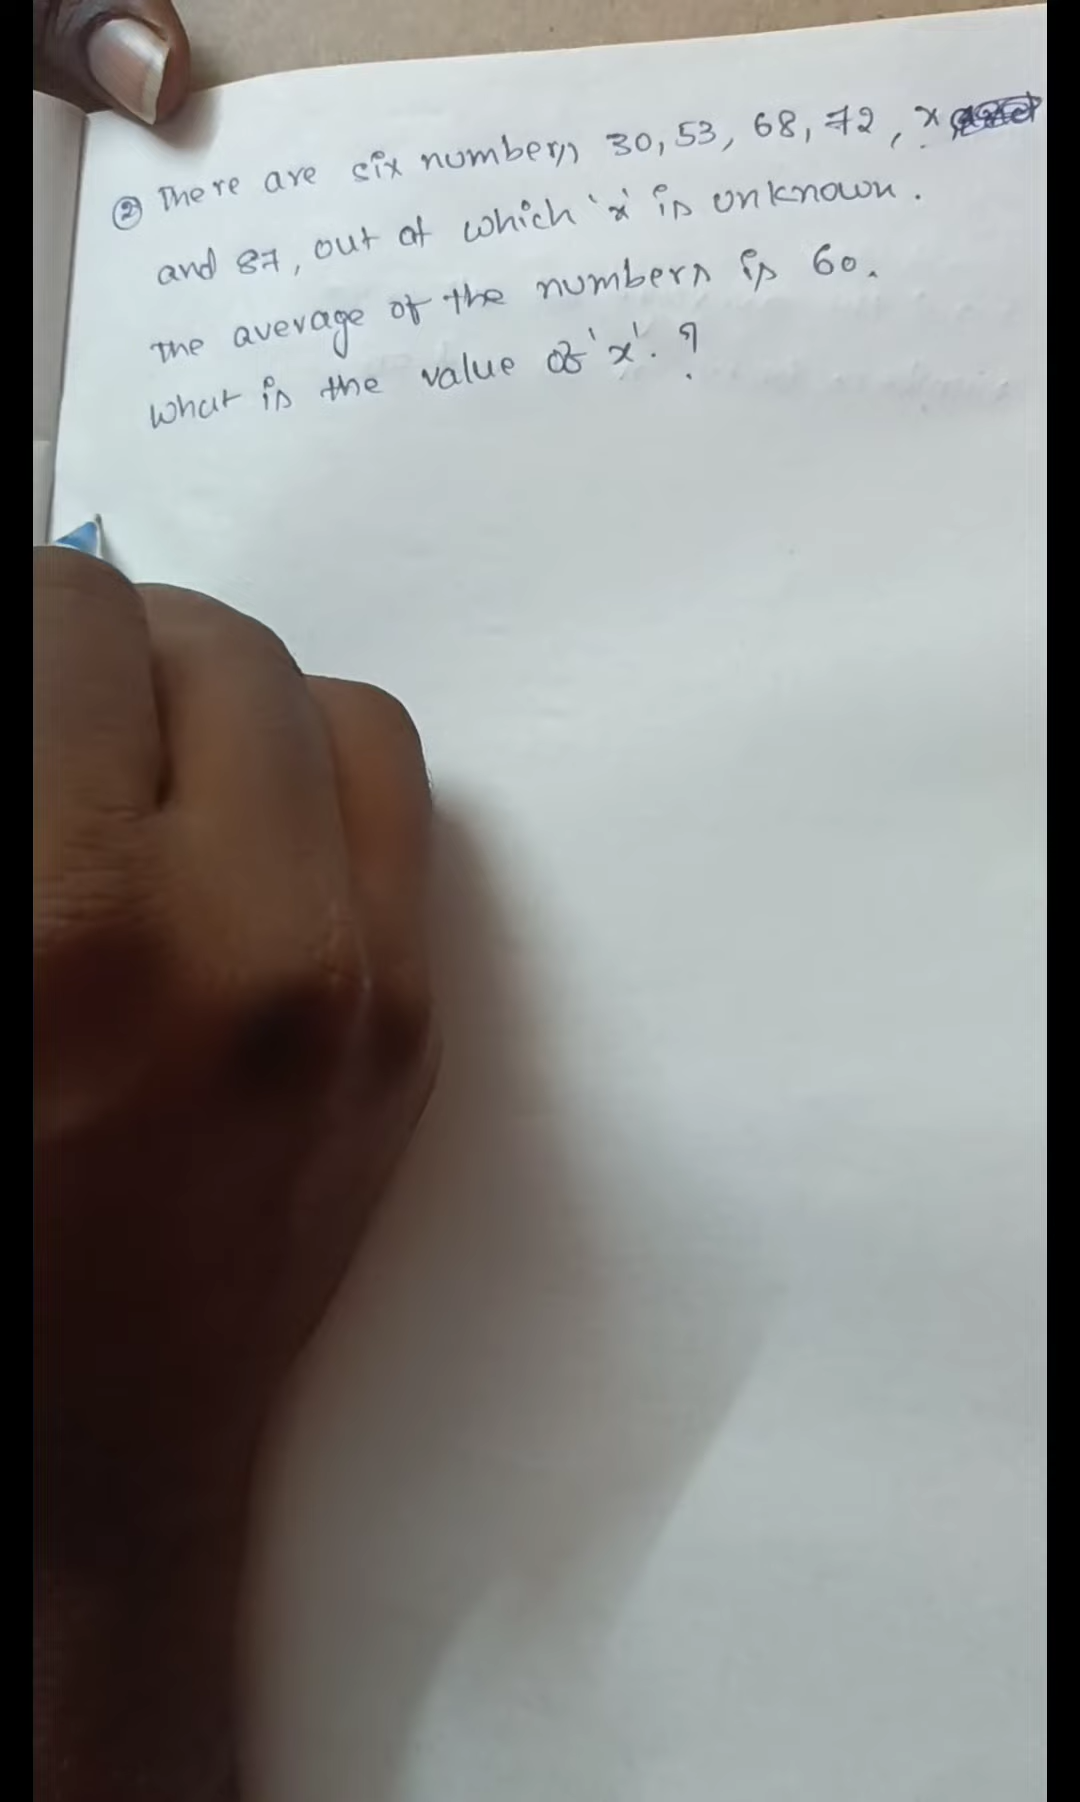 ② There are six numbers 30, 53, 68, 72, x
and 87, out of which 'x' is unknown.
The average of the numbers is 60.
What is the value of 'x'. ?